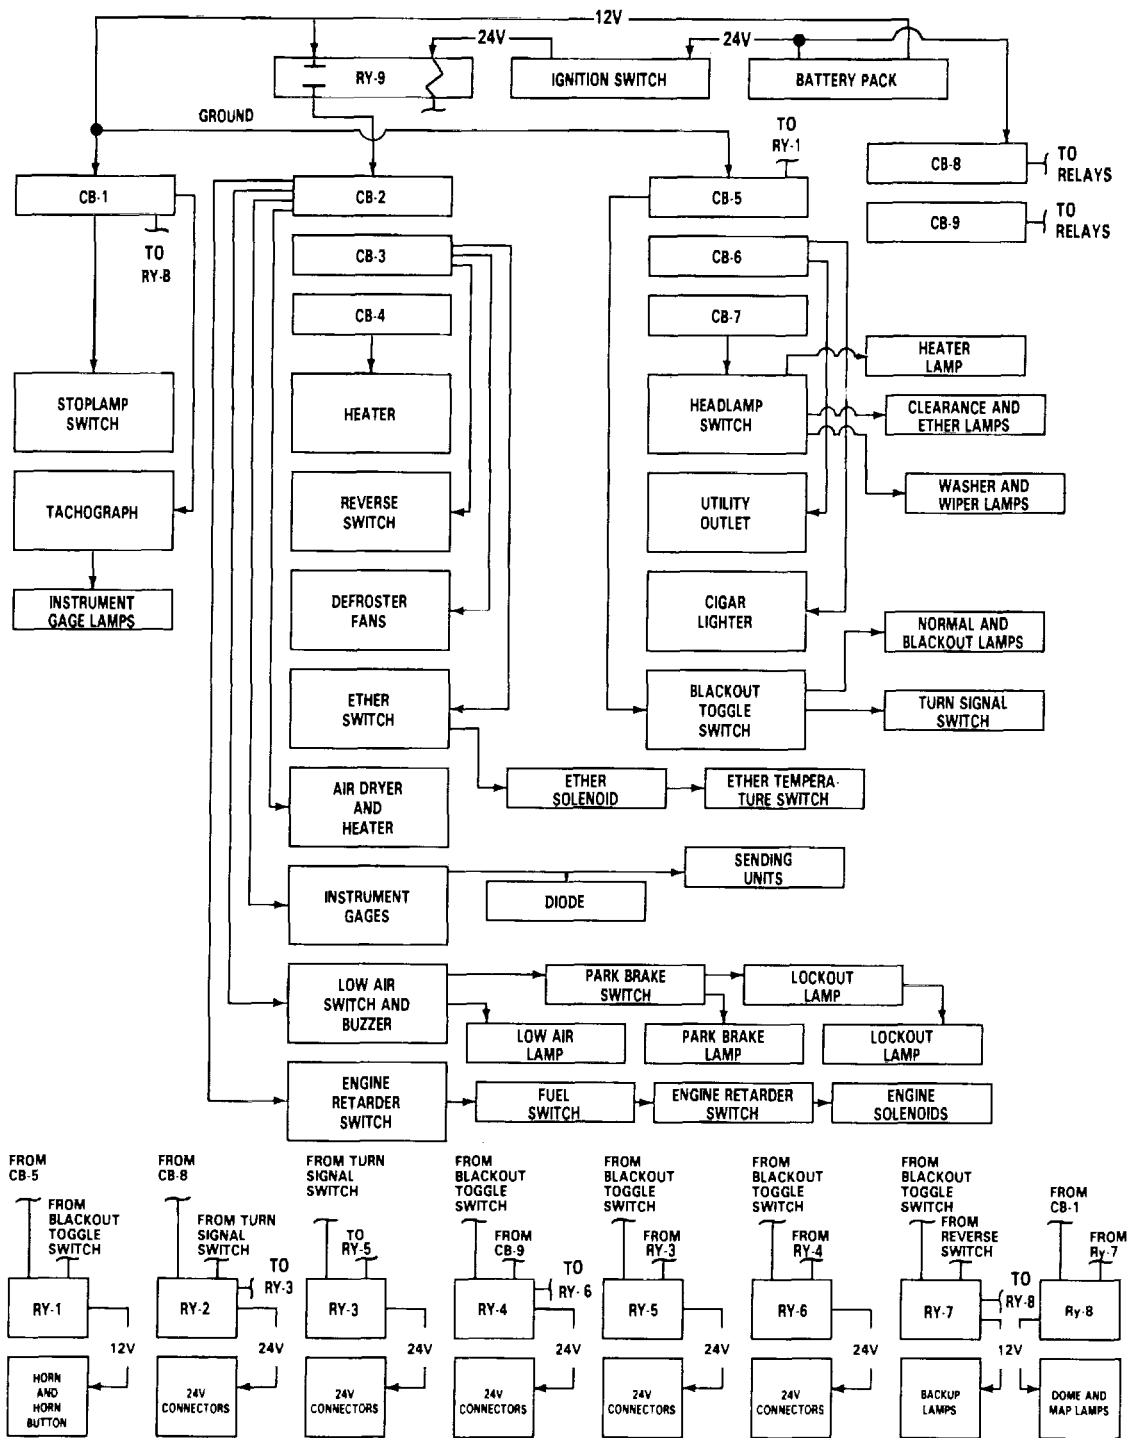 12V
24V
24V
RY-9
IGNITION SWITCH
BATTERY PACK
GROUND
TO
RY-1
CB-8
TO
RELAYS
CB-1
CB-2
CB-5
CB-9
TO
RELAYS
TO
RY-B
CB-3
CB-6
CB-4
CB-7
HEATER
LAMP
STOPLAMP
SWITCH
HEATER
HEADLAMP
SWITCH
CLEARANCE AND
ETHER LAMPS
TACHOGRAPH
REVERSE
SWITCH
UTILITY
OUTLET
WASHER AND
WIPER LAMPS
INSTRUMENT
GAGE LAMPS
DEFROSTER
FANS
CIGAR
LIGHTER
NORMAL AND
BLACKOUT LAMPS
ETHER
SWITCH
BLACKOUT
TOGGLE
SWITCH
TURN SIGNAL
SWITCH
AIR DRYER
AND
HEATER
ETHER
SOLENOID
ETHER TEMPERA-
TURE SWITCH
INSTRUMENT
GAGES
DIODE
SENDING
UNITS
LOW AIR
SWITCH AND
BUZZER
PARK BRAKE
SWITCH
LOCKOUT
LAMP
LOW AIR
LAMP
PARK BRAKE
LAMP
LOCKOUT
LAMP
ENGINE
RETARDER
SWITCH
FUEL
SWITCH
ENGINE RETARDER
SWITCH
ENGINE
SOLENOIDS
FROM
CB-5
FROM
BLACKOUT
TOGGLE
SWITCH
RY-1
12V
HORN
AND
HORN
BUTTON
FROM
CB-8
FROM TURN
SIGNAL
SWITCH
TO
RY-3
RY-2
24V
24V
CONNECTORS
FROM TURN
SIGNAL
SWITCH
TO
RY-5
RY-3
24V
24V
CONNECTORS
FROM
BLACKOUT
TOGGLE
SWITCH
FROM
CB-9
TO
RY-6
RY-4
24V
24V
CONNECTORS
FROM
BLACKOUT
TOGGLE
SWITCH
FROM
RY-3
RY-5
24V
24V
CONNECTORS
FROM
BLACKOUT
TOGGLE
SWITCH
FROM
RY-4
RY-6
24V
24V
CONNECTORS
FROM
BLACKOUT
TOGGLE
SWITCH
FROM
REVERSE
SWITCH
TO
RY-8
RY-7
12V
BACKUP
LAMPS
FROM
CB-1
FROM
Ry-7
Ry-8
DOME AND
MAP LAMPS